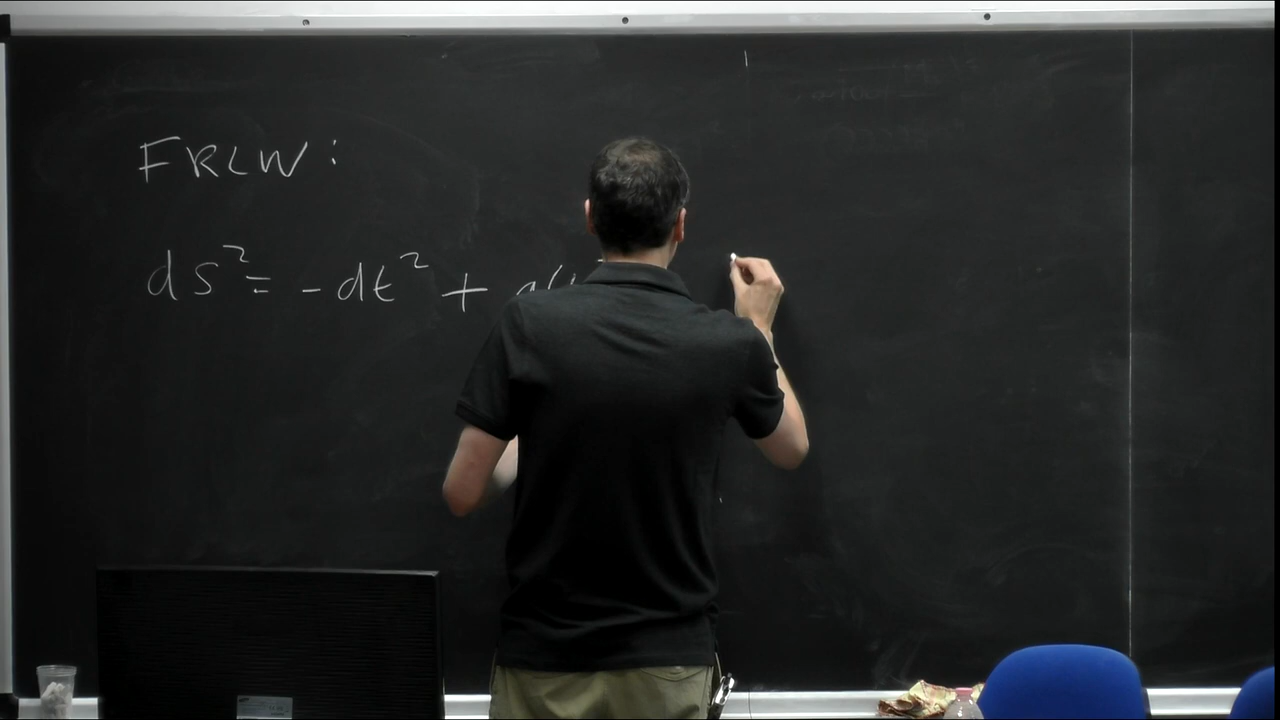 FRLW:
ds² = -dt² + a(t